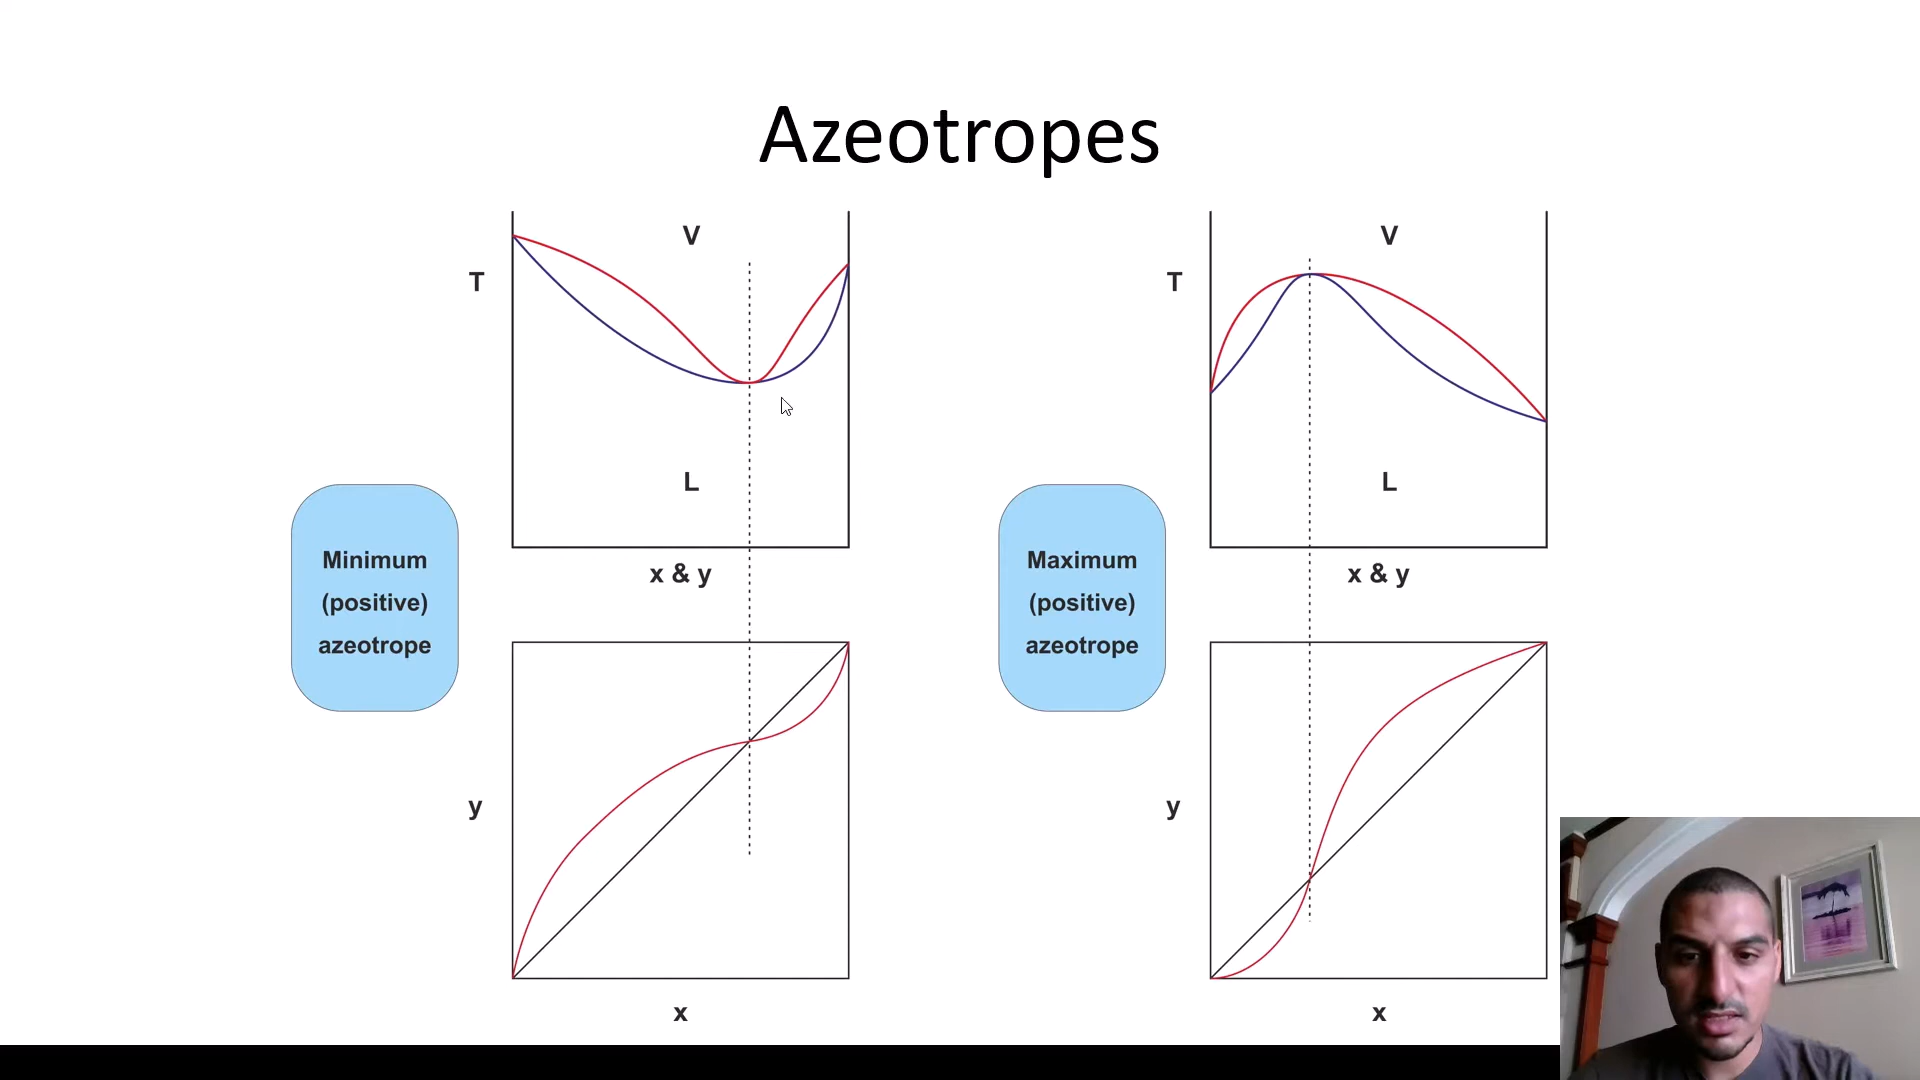 Azeotropes
V
T
L
x & y
Minimum
(positive)
azeotrope
y
x
V
T
L
x & y
Maximum
(positive)
azeotrope
y
x